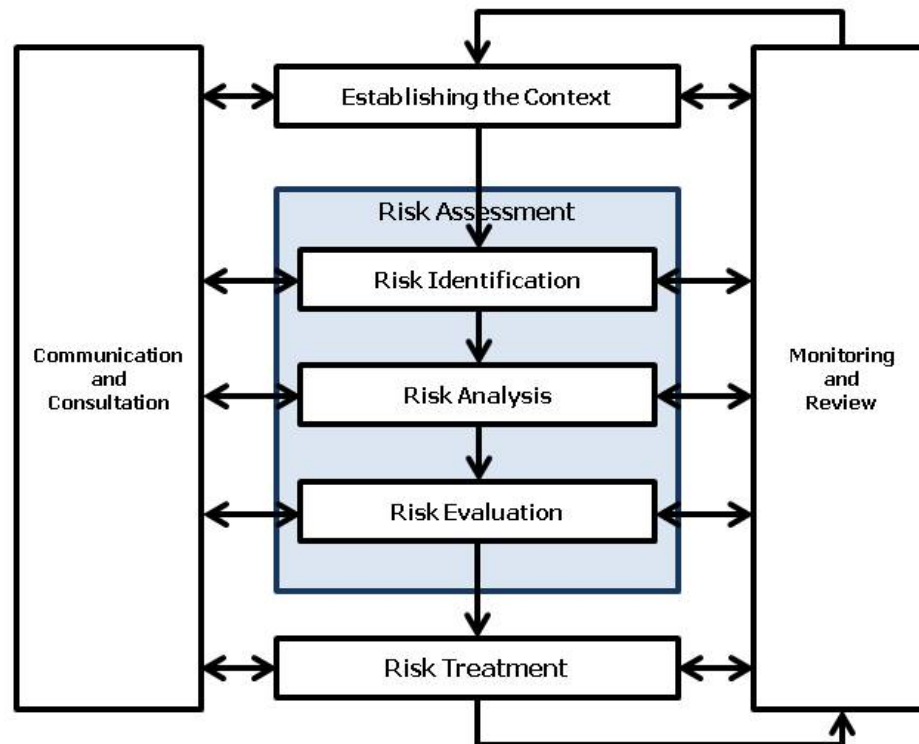 Establishing the Context
Risk Assessment
Risk Identification
Communication
and
Consultation
Risk Analysis
Monitoring
and
Review
Risk Evaluation
Risk Treatment